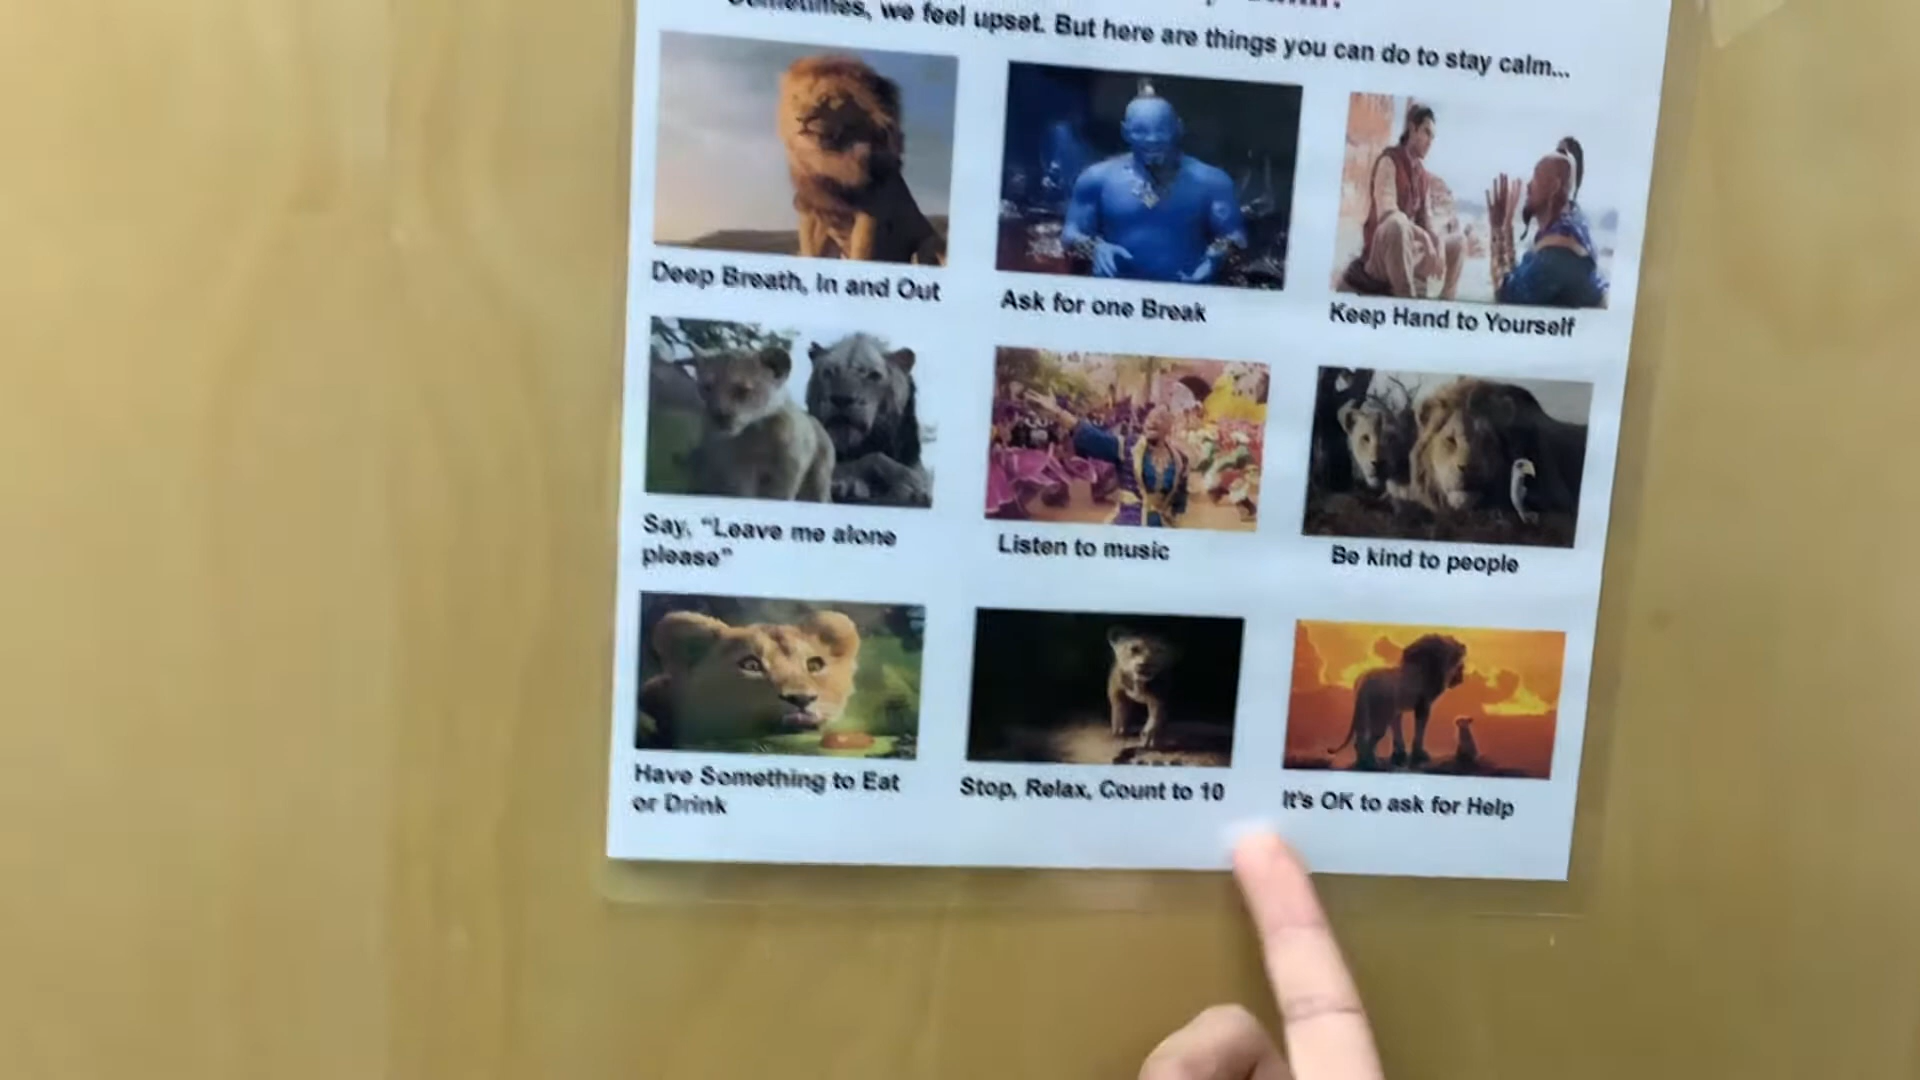 Sometimes, we feel upset. But here are things you can do to stay calm...
Deep Breath, In and Out
Ask for one Break
Keep Hand to Yourself
Say, “Leave me alone
please”
Listen to music
Be kind to people
Have Something to Eat
or Drink
Stop, Relax, Count to 10
It's OK to ask for Help